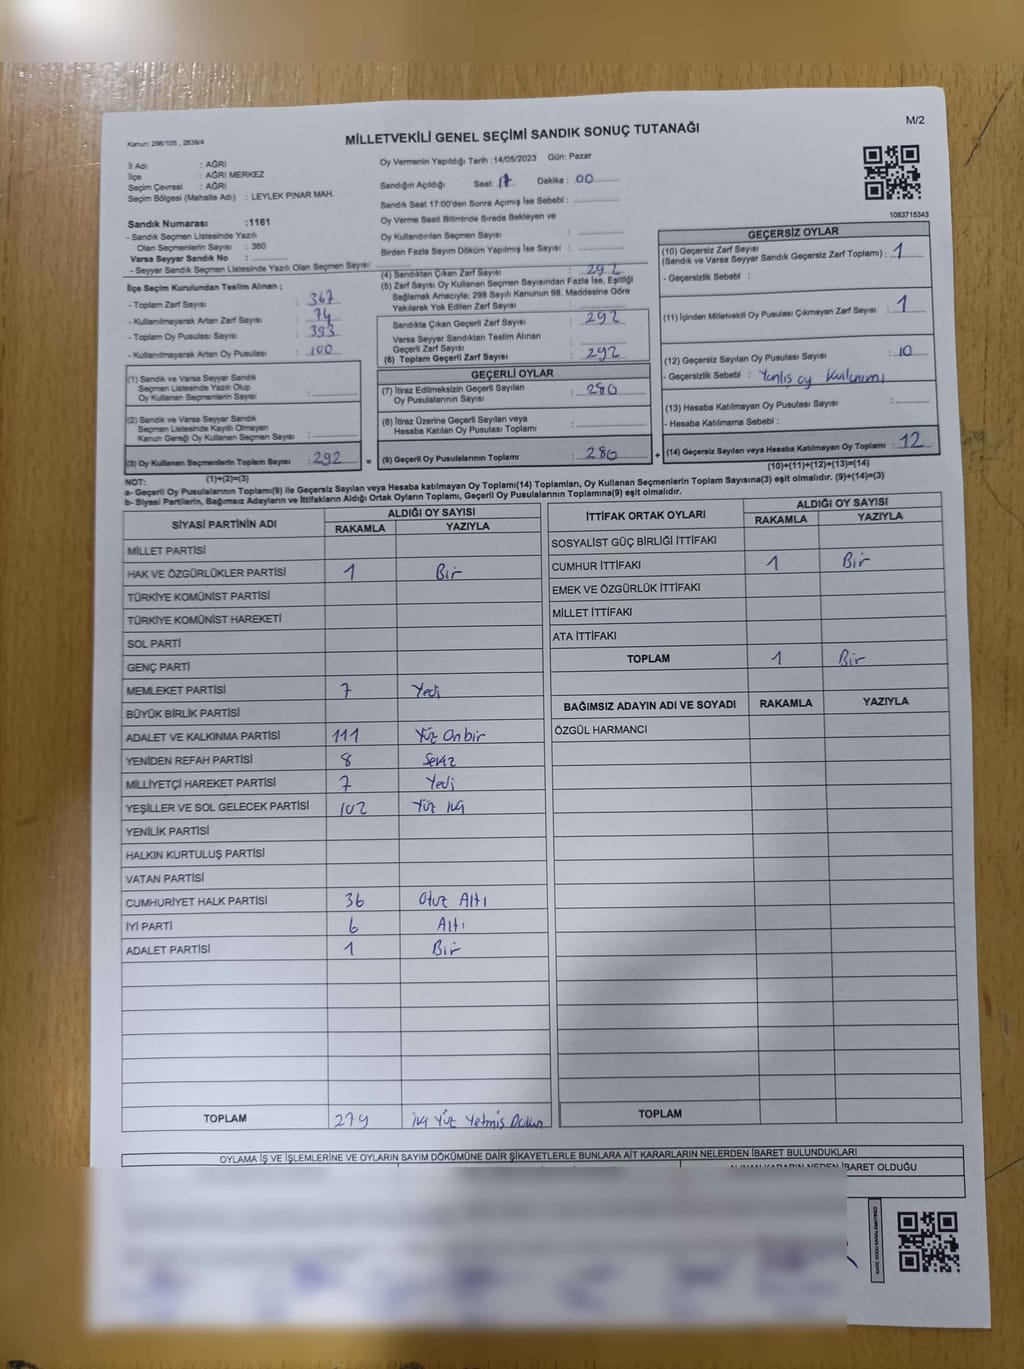 M/2
Kanun: 298/105 , 2839/4
MİLLETVEKİLİ GENEL SEÇİMİ SANDIK SONUÇ TUTANAĞI
İl Adı : AĞRI
İlçe : AĞRI MERKEZ
Seçim Çevresi : AĞRI
Seçim Bölgesi (Mahalle Adı) : LEYLEK PINAR MAH.
Oy Vermenin Yapıldığı Tarih :14/05/2023 Gün: Pazar
Sandığın Açıldığı Saat: 17 Dakika : 00
Sandık Saat 17:00'den Sonra Açılmış İse Sebebi :
Oy Verme Saati Bitiminde Sırada Bekleyen ve
Oy Kullandırılan Seçmen Sayısı :
Birden Fazla Sayım Döküm Yapılmış İse Sayısı :
1083715343
Sandık Numarası :1161
- Sandık Seçmen Listesinde Yazılı
Olan Seçmenlerin Sayısı : 360
Varsa Seyyar Sandık No :
- Seyyar Sandık Seçmen Listesinde Yazılı Olan Seçmen Sayısı:
İlçe Seçim Kurulundan Teslim Alınan ;
- Toplam Zarf Sayısı : 367
- Kullanılmayarak Artan Zarf Sayısı : 74
- Toplam Oy Pusulası Sayısı : 393
- Kullanılmayarak Artan Oy Pusulası : 100
(1) Sandık ve Varsa Seyyar Sandık
Seçmen Listesinde Yazılı Olup
Oy Kullanan Seçmenlerin Sayısı :
(2) Sandık ve Varsa Seyyar Sandık
Seçmen Listesinde Kayıtlı Olmayan
Kanun Gereği Oy Kullanan Seçmen Sayısı :
(3) Oy Kullanan Seçmenlerin Toplam Sayısı : 292
(1)+(2)=(3)
(4) Sandıktan Çıkan Zarf Sayısı : 292
(5) Zarf Sayısı Oy Kullanan Seçmen Sayısından Fazla İse, Eşitliği
Sağlamak Amacıyla; 298 Sayılı Kanunun 98. Maddesine Göre
Yakılarak Yok Edilen Zarf Sayısı :
Sandıkta Çıkan Geçerli Zarf Sayısı : 292
Varsa Seyyar Sandıktan Teslim Alınan
Geçerli Zarf Sayısı :
(6) Toplam Geçerli Zarf Sayısı : 292
GEÇERLİ OYLAR
(7) İtiraz Edilmeksizin Geçerli Sayılan
Oy Pusulalarının Sayısı : 280
(8) İtiraz Üzerine Geçerli Sayılan veya
Hesaba Katılan Oy Pusulası Toplamı :
= (9) Geçerli Oy Pusulalarının Toplamı : 280 +
GEÇERSİZ OYLAR
(10) Geçersiz Zarf Sayısı
(Sandık ve Varsa Seyyar Sandık Geçersiz Zarf Toplamı) : 1
- Geçersizlik Sebebi :
(11) İçinden Milletvekili Oy Pusulası Çıkmayan Zarf Sayısı : 1
(12) Geçersiz Sayılan Oy Pusulası Sayısı : 10
- Geçersizlik Sebebi : Yanlış oy kullanımı
(13) Hesaba Katılmayan Oy Pusulası Sayısı :
- Hesaba Katılmama Sebebi :
(14) Geçersiz Sayılan veya Hesaba Katılmayan Oy Pusulası Toplamı : 12
(10)+(11)+(12)+(13)=(14)
NOT:
a- Geçerli Oy Pusulalarının Toplamı(9) ile Geçersiz Sayılan veya Hesaba katılmayan Oy Pusulası Toplamı(14) Toplamları, Oy Kullanan Seçmenlerin Toplam Sayısına(3) eşit olmalıdır. (9)+(14)=(3)
b- Siyasi Partilerin, Bağımsız Adayların ve İttifakların Aldığı Ortak Oyların Toplamı, Geçerli Oy Pusulalarının Toplamına(9) eşit olmalıdır.
SİYASİ PARTİNİN ADI ALDIĞI OY SAYISI
RAKAMLA YAZIYLA
MİLLET PARTİSİ
HAK VE ÖZGÜRLÜKLER PARTİSİ 1 Bir
TÜRKİYE KOMÜNİST PARTİSİ
TÜRKİYE KOMÜNİST HAREKETİ
SOL PARTİ
GENÇ PARTİ
MEMLEKET PARTİSİ 7 Yedi
BÜYÜK BİRLİK PARTİSİ
ADALET VE KALKINMA PARTİSİ 111 Yüz Onbir
YENİDEN REFAH PARTİSİ 8 Sekiz
MİLLİYETÇİ HAREKET PARTİSİ 7 Yedi
YEŞİLLER VE SOL GELECEK PARTİSİ 102 Yüz iki
YENİLİK PARTİSİ
HALKIN KURTULUŞ PARTİSİ
VATAN PARTİSİ
CUMHURİYET HALK PARTİSİ 36 Otuz Altı
İYİ PARTİ 6 Altı
ADALET PARTİSİ 1 Bir
TOPLAM 279 iki Yüz Yetmiş Dokuz
İTTİFAK ORTAK OYLARI ALDIĞI OY SAYISI
RAKAMLA YAZIYLA
SOSYALİST GÜÇ BİRLİĞİ İTTİFAKI
CUMHUR İTTİFAKI 1 Bir
EMEK VE ÖZGÜRLÜK İTTİFAKI
MİLLET İTTİFAKI
ATA İTTİFAKI
TOPLAM 1 Bir
BAĞIMSIZ ADAYIN ADI VE SOYADI RAKAMLA YAZIYLA
ÖZGÜL HARMANCI
TOPLAM
OYLAMA İŞ VE İŞLEMLERİNE VE OYLARIN SAYIM DÖKÜMÜNE DAİR ŞİKAYETLERLE BUNLARA AİT KARARLARIN NELERDEN İBARET BULUNDUKLARI
İBARET OLDUĞU